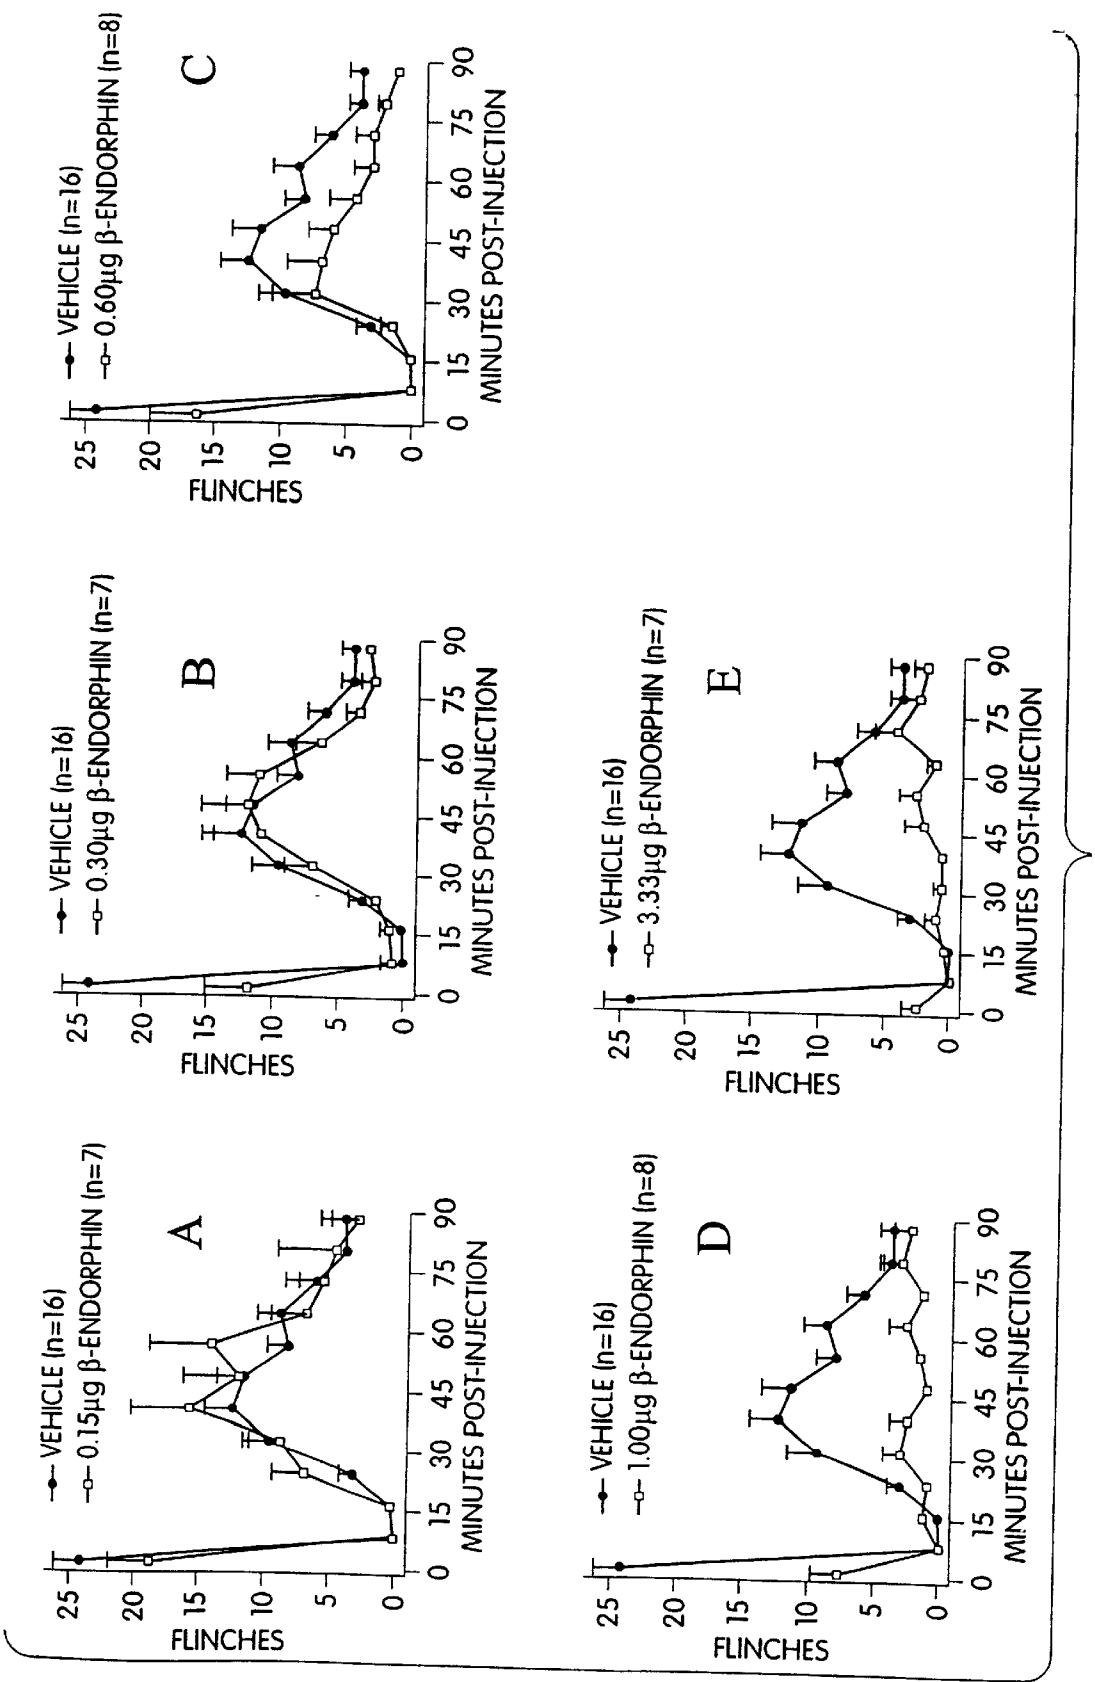 A
—●— VEHICLE (n=16)
—□— 0.15µg β-ENDORPHIN (n=7)
FLINCHES
25
20
15
10
5
0
0 15 30 45 60 75 90
MINUTES POST-INJECTION
B
—●— VEHICLE (n=16)
—□— 0.30µg β-ENDORPHIN (n=7)
FLINCHES
25
20
15
10
5
0
0 15 30 45 60 75 90
MINUTES POST-INJECTION
C
—●— VEHICLE (n=16)
—□— 0.60µg β-ENDORPHIN (n=8)
FLINCHES
25
20
15
10
5
0
0 15 30 45 60 75 90
MINUTES POST-INJECTION
D
—●— VEHICLE (n=16)
—□— 1.00µg β-ENDORPHIN (n=8)
FLINCHES
25
20
15
10
5
0
0 15 30 45 60 75 90
MINUTES POST-INJECTION
E
—●— VEHICLE (n=16)
—□— 3.33µg β-ENDORPHIN (n=7)
FLINCHES
25
20
15
10
5
0
0 15 30 45 60 75 90
MINUTES POST-INJECTION